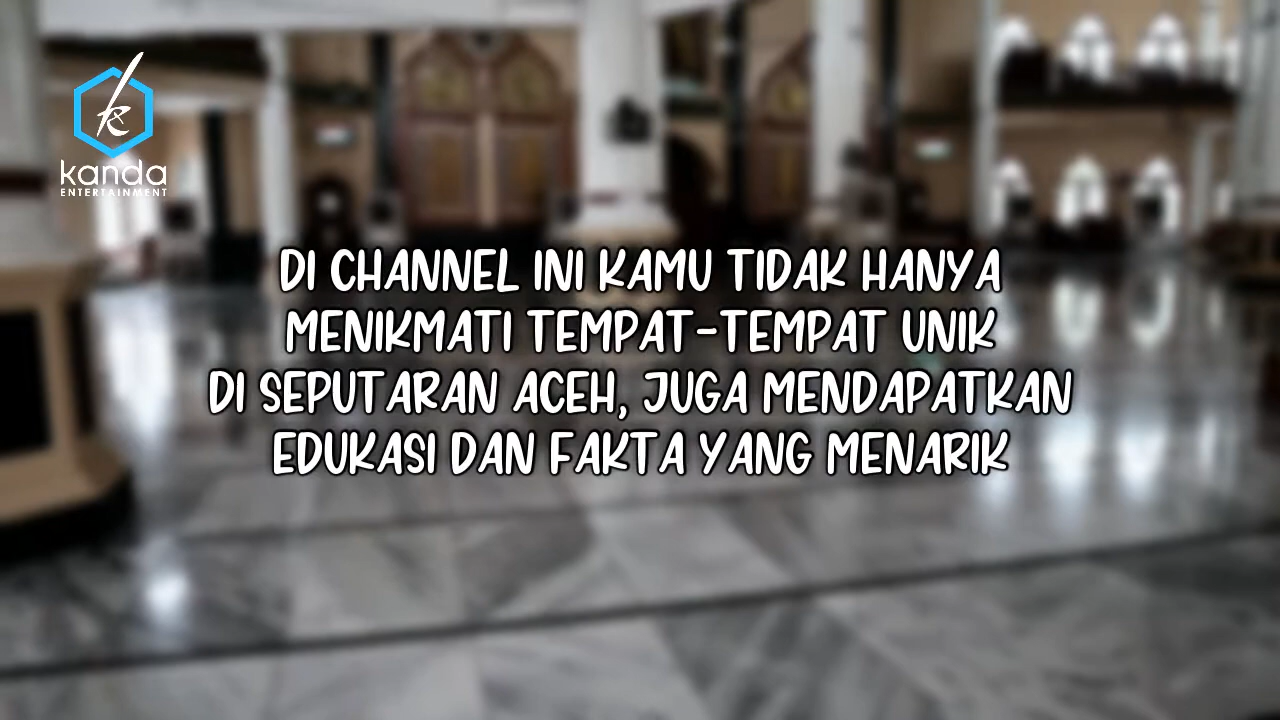 kanda
ENTERTAINMENT
DI CHANNEL INI KAMU TIDAK HANYA
MENIKMATI TEMPAT-TEMPAT UNIK
DI SEPUTARAN ACEH, JUGA MENDAPATKAN
EDUKASI DAN FAKTA YANG MENARIK